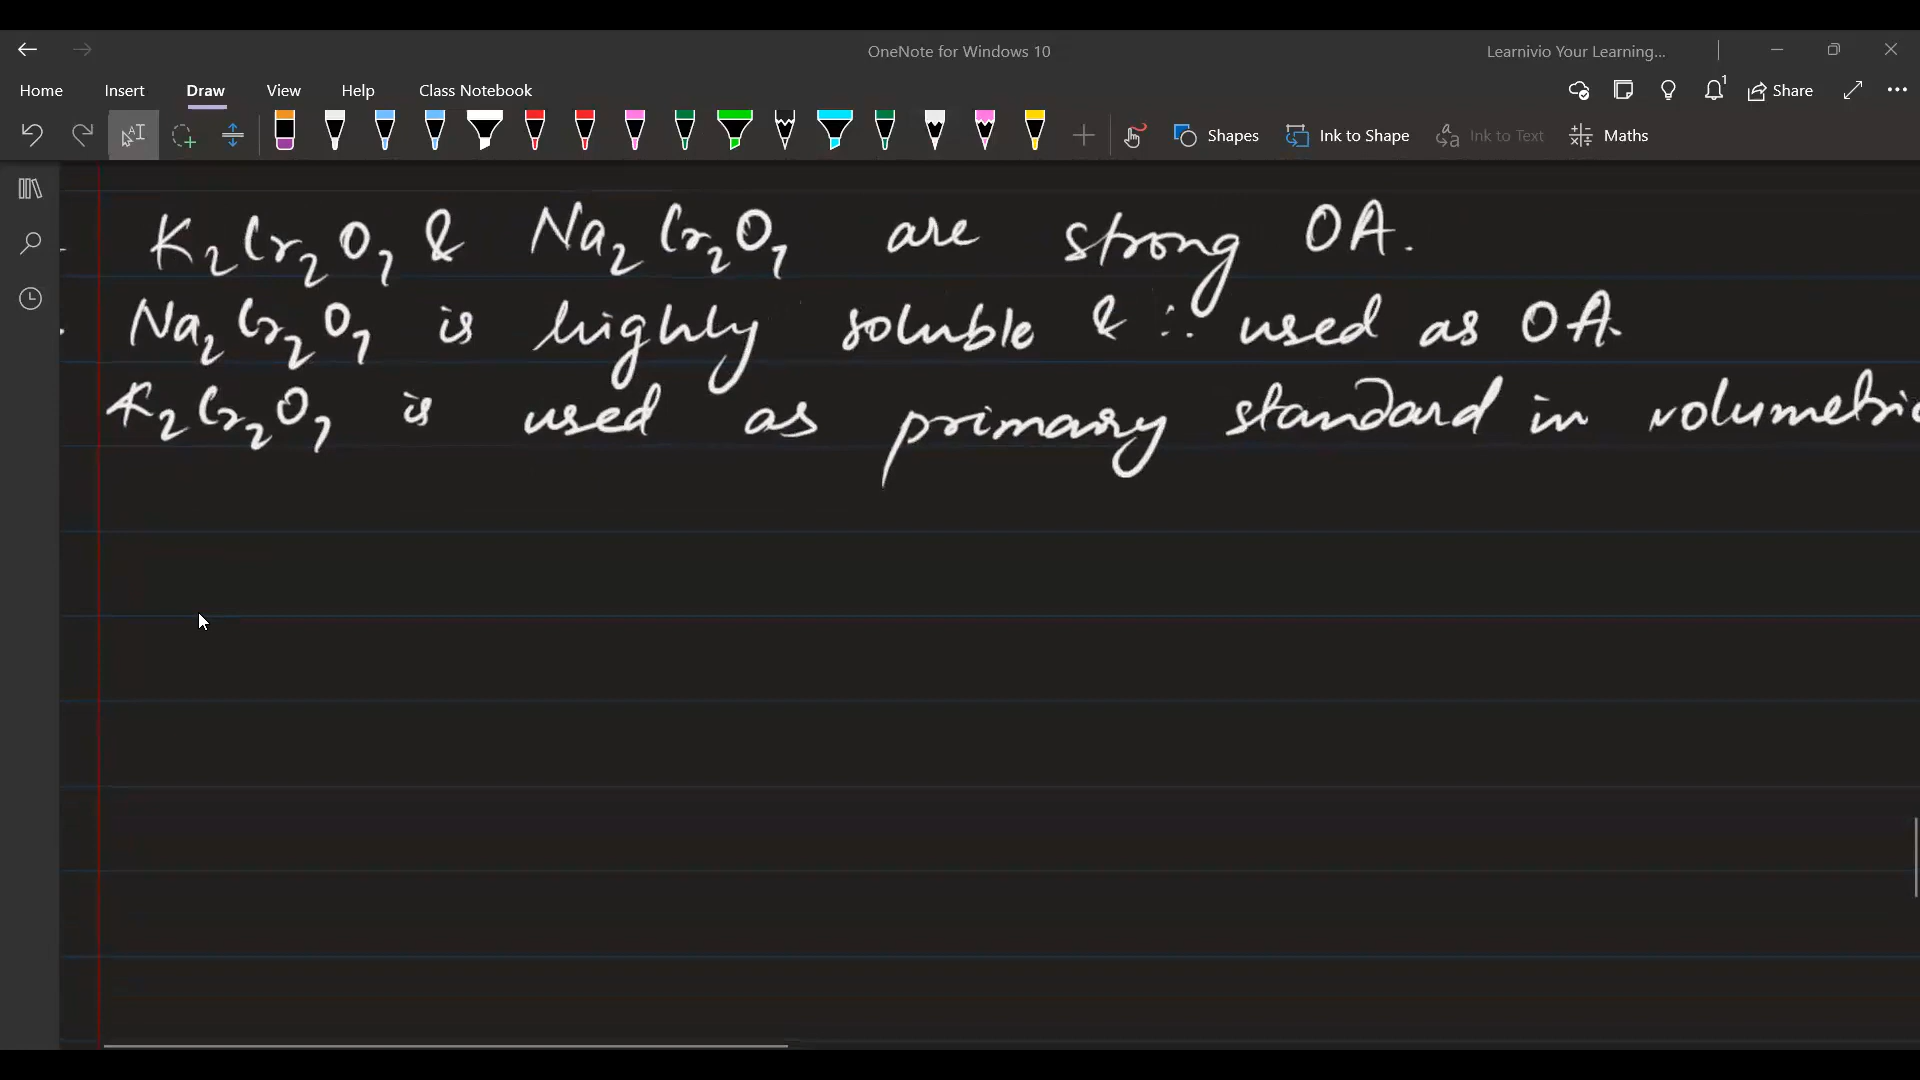 OneNote for Windows 10
Learnivio Your Learning...
Home Insert Draw View Help Class Notebook
1
Share
Shapes Ink to Shape Ink to Text Maths
K₂Cr₂O₇ & Na₂Cr₂O₇ are strong OA.
Na₂Cr₂O₇ is highly soluble & ∴ used as OA.
K₂Cr₂O₇ is used as primary standard in volumetric